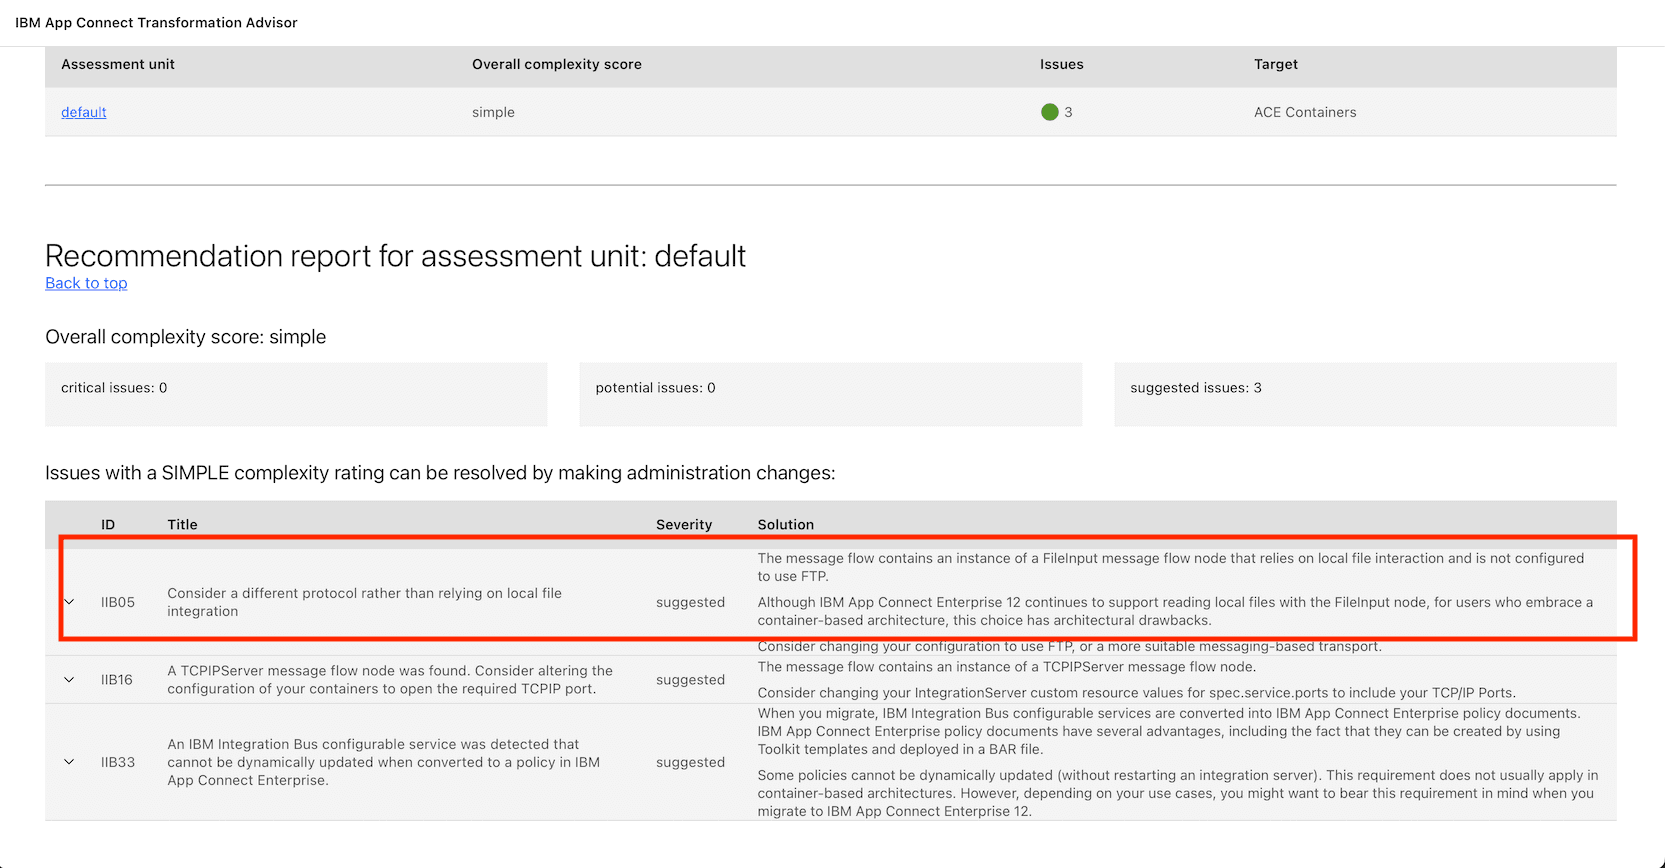 IBM App Connect Transformation Advisor
Assessment unit Overall complexity score Issues Target
default simple 3 ACE Containers
Recommendation report for assessment unit: default
Back to top
Overall complexity score: simple
critical issues: 0 potential issues: 0 suggested issues: 3
Issues with a SIMPLE complexity rating can be resolved by making administration changes:
ID Title Severity Solution
IIB05
Consider a different protocol rather than relying on local file
integration
suggested
The message flow contains an instance of a FileInput message flow node that relies on local file interaction and is not configured
to use FTP.
Although IBM App Connect Enterprise 12 continues to support reading local files with the FileInput node, for users who embrace a
container-based architecture, this choice has architectural drawbacks.
Consider changing your configuration to use FTP, or a more suitable messaging-based transport.
IIB16
A TCPIPServer message flow node was found. Consider altering the
configuration of your containers to open the required TCPIP port.
suggested
The message flow contains an instance of a TCPIPServer message flow node.
Consider changing your IntegrationServer custom resource values for spec.service.ports to include your TCP/IP Ports.
IIB33
An IBM Integration Bus configurable service was detected that
cannot be dynamically updated when converted to a policy in IBM
App Connect Enterprise.
suggested
When you migrate, IBM Integration Bus configurable services are converted into IBM App Connect Enterprise policy documents.
IBM App Connect Enterprise policy documents have several advantages, including the fact that they can be created by using
Toolkit templates and deployed in a BAR file.
Some policies cannot be dynamically updated (without restarting an integration server). This requirement does not usually apply in
container-based architectures. However, depending on your use cases, you might want to bear this requirement in mind when you
migrate to IBM App Connect Enterprise 12.